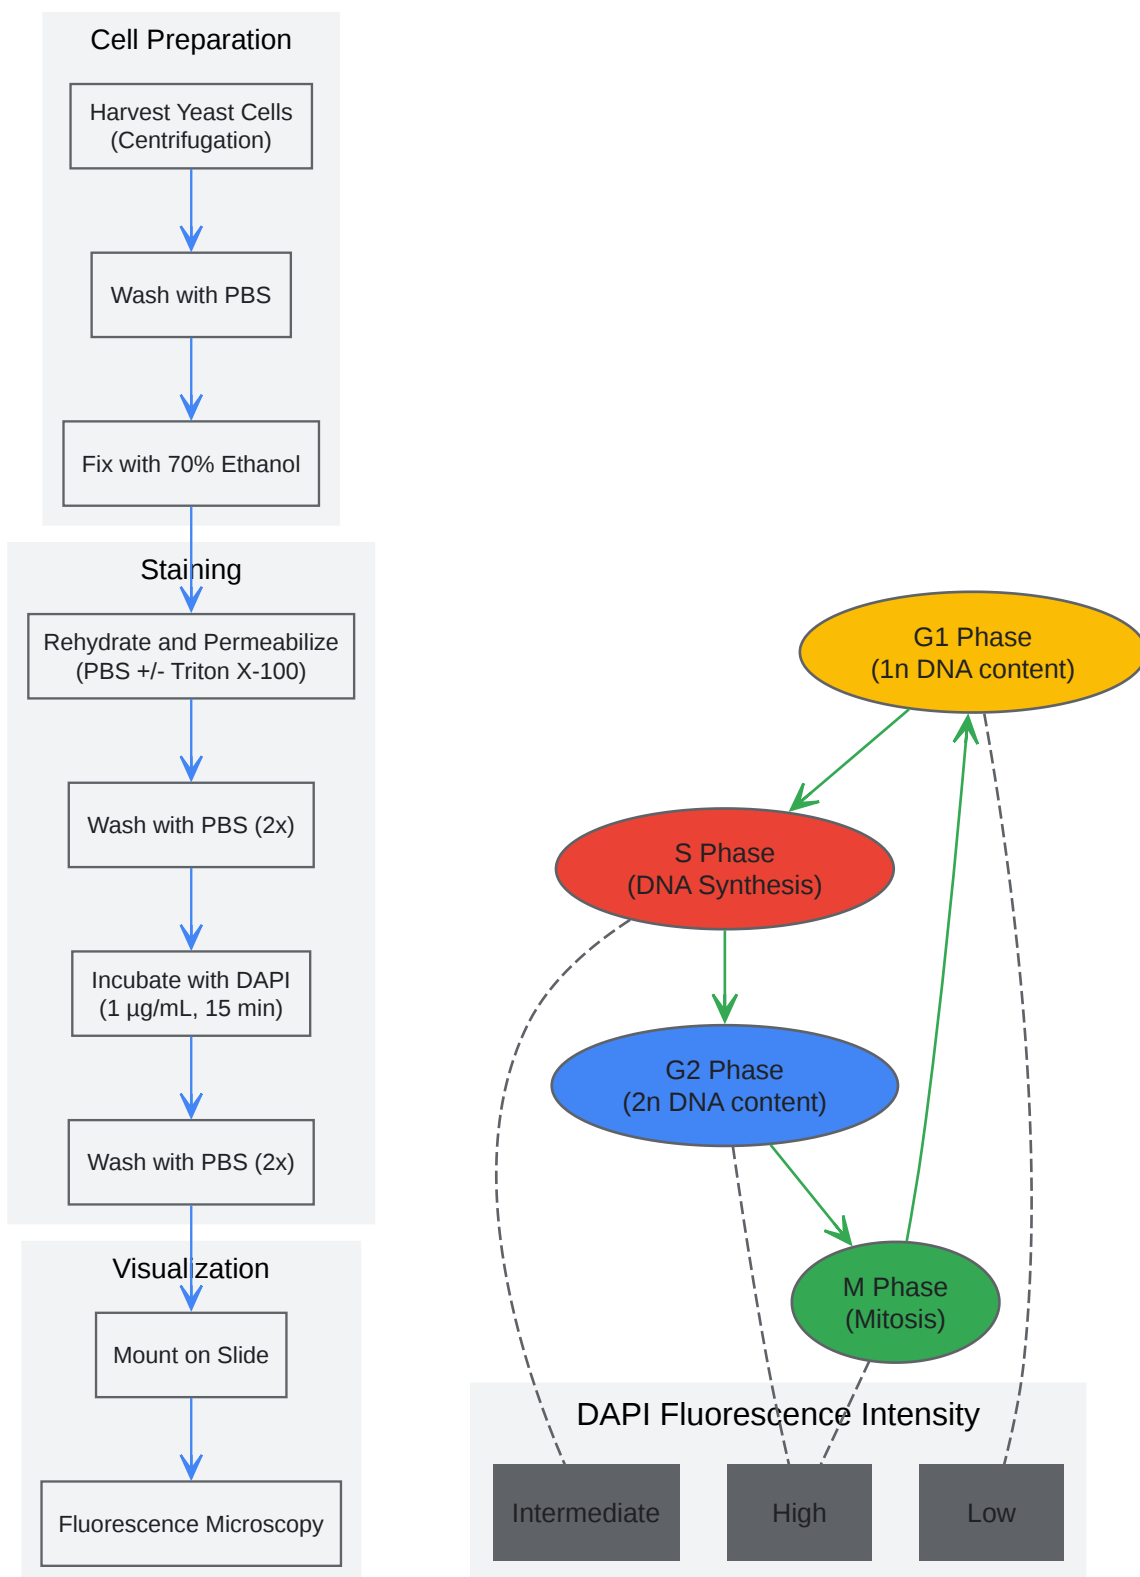 Cell Preparation
Harvest Yeast Cells
(Centrifugation)
Wash with PBS
Fix with 70% Ethanol
Staining
Rehydrate and Permeabilize
(PBS +/- Triton X-100)
Wash with PBS (2x)
Incubate with DAPI
(1 µg/mL, 15 min)
Wash with PBS (2x)
Visualization
Mount on Slide
Fluorescence Microscopy
G1 Phase
(1n DNA content)
S Phase
(DNA Synthesis)
G2 Phase
(2n DNA content)
M Phase
(Mitosis)
DAPI Fluorescence Intensity
Intermediate
High
Low